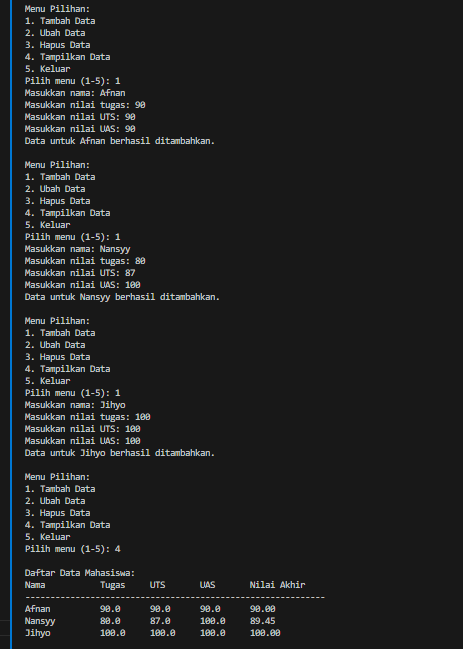 Menu Pilihan:
1. Tambah Data
2. Ubah Data
3. Hapus Data
4. Tampilkan Data
5. Keluar
Pilih menu (1-5): 1
Masukkan nama: Afnan
Masukkan nilai tugas: 90
Masukkan nilai UTS: 90
Masukkan nilai UAS: 90
Data untuk Afnan berhasil ditambahkan.

Menu Pilihan:
1. Tambah Data
2. Ubah Data
3. Hapus Data
4. Tampilkan Data
5. Keluar
Pilih menu (1-5): 1
Masukkan nama: Nansyy
Masukkan nilai tugas: 80
Masukkan nilai UTS: 87
Masukkan nilai UAS: 100
Data untuk Nansyy berhasil ditambahkan.

Menu Pilihan:
1. Tambah Data
2. Ubah Data
3. Hapus Data
4. Tampilkan Data
5. Keluar
Pilih menu (1-5): 1
Masukkan nama: Jihyo
Masukkan nilai tugas: 100
Masukkan nilai UTS: 100
Masukkan nilai UAS: 100
Data untuk Jihyo berhasil ditambahkan.

Menu Pilihan:
1. Tambah Data
2. Ubah Data
3. Hapus Data
4. Tampilkan Data
5. Keluar
Pilih menu (1-5): 4

Daftar Data Mahasiswa:
Nama           Tugas     UTS       UAS       Nilai Akhir
------------------------------------------------------------
Afnan          90.0      90.0      90.0      90.00
Nansyy         80.0      87.0      100.0     89.45
Jihyo          100.0     100.0     100.0     100.00